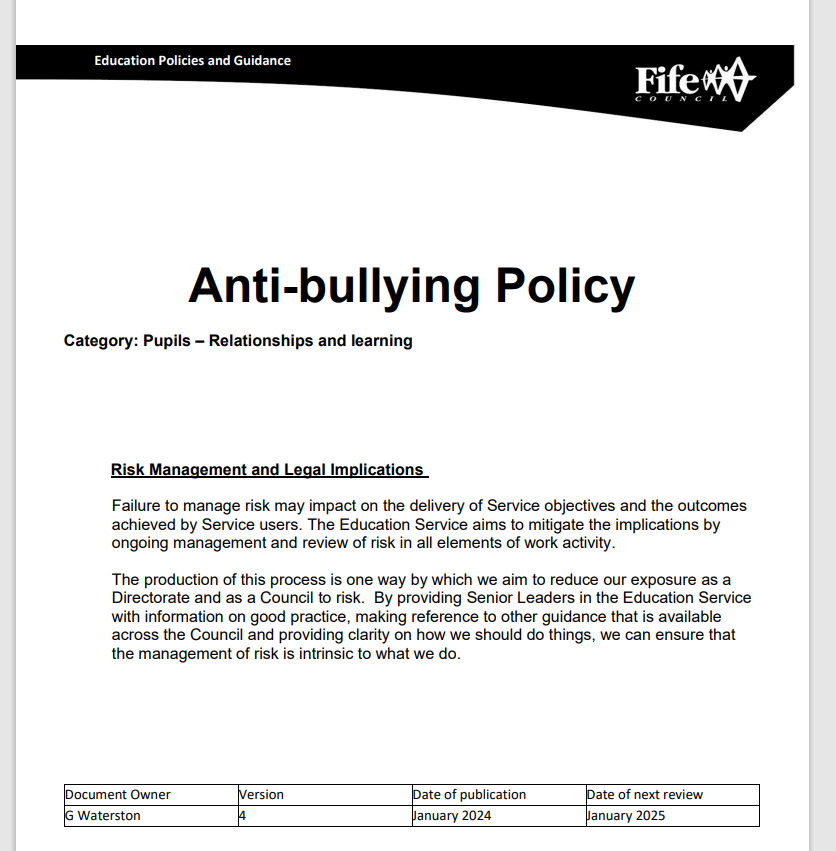 Education Policies and Guidance
Fife
COUNCIL
Anti-bullying Policy
Category: Pupils – Relationships and learning
Risk Management and Legal Implications
Failure to manage risk may impact on the delivery of Service objectives and the outcomes
achieved by Service users. The Education Service aims to mitigate the implications by
ongoing management and review of risk in all elements of work activity.
The production of this process is one way by which we aim to reduce our exposure as a
Directorate and as a Council to risk.  By providing Senior Leaders in the Education Service
with information on good practice, making reference to other guidance that is available
across the Council and providing clarity on how we should do things, we can ensure that
the management of risk is intrinsic to what we do.
Document Owner Version Date of publication Date of next review
G Waterston 4 January 2024 January 2025